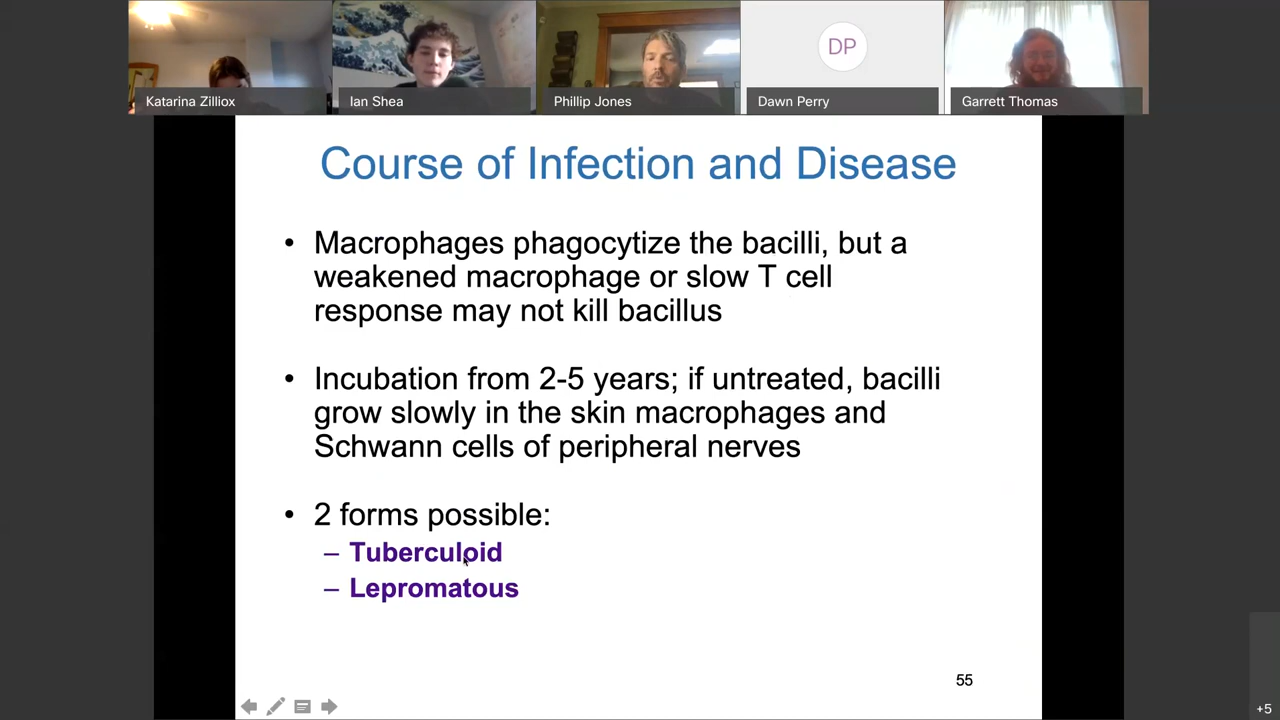 DP
Katarina Zilliox
Ian Shea
Phillip Jones
Dawn Perry
Garrett Thomas
Course of Infection and Disease
• Macrophages phagocytize the bacilli, but a
weakened macrophage or slow T cell
response may not kill bacillus
• Incubation from 2-5 years; if untreated, bacilli
grow slowly in the skin macrophages and
Schwann cells of peripheral nerves
• 2 forms possible:
– Tuberculoid
– Lepromatous
55
+5